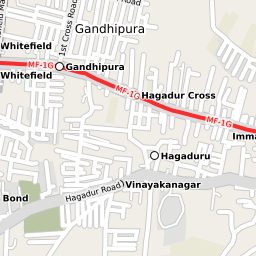 Whitefield
1st Cross Road
Gandhipura
Whitefield
Gandhipura
MF-1G
MF-1G
Hagadur Cross
MF-1G
Imma
Hagaduru
Hagadur Road
Vinayakanagar
Bond